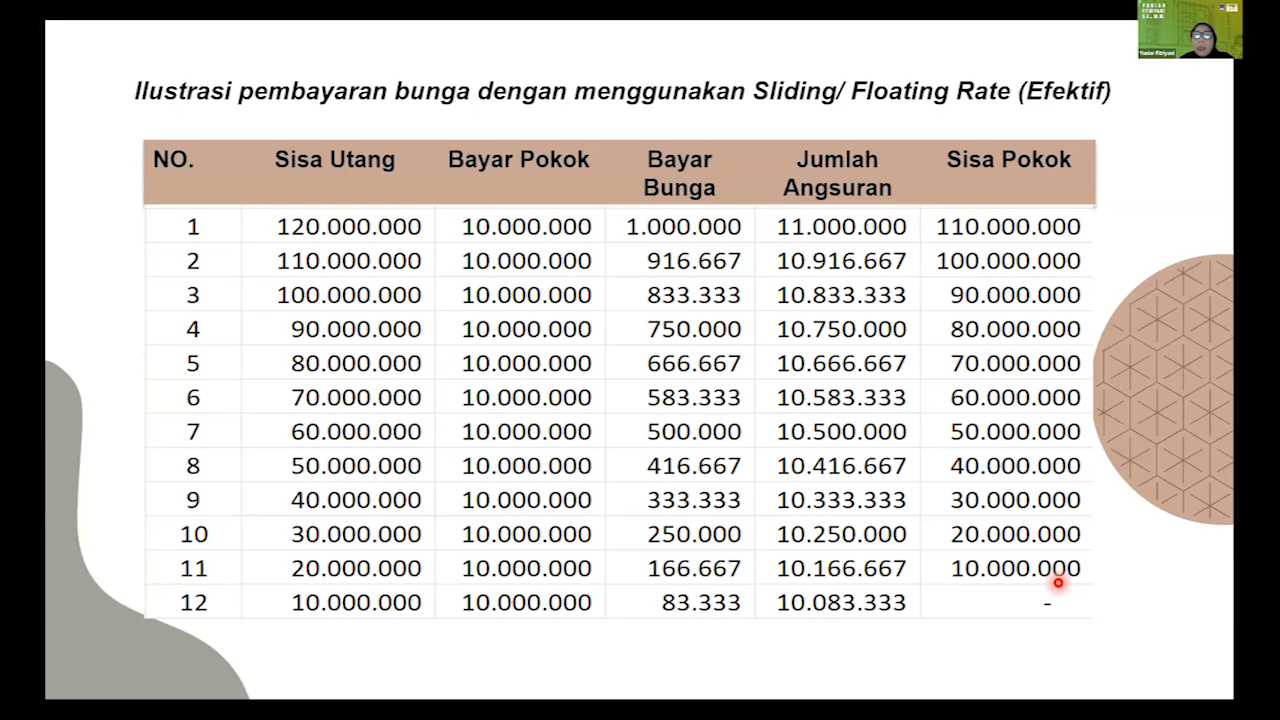 YUNIAR
FITRIYANI
S.E., M.M.
Yuniar Fitriyani
Ilustrasi pembayaran bunga dengan menggunakan Sliding/ Floating Rate (Efektif)
NO. Sisa Utang Bayar Pokok Bayar Bunga Jumlah Angsuran Sisa Pokok
1 120.000.000 10.000.000 1.000.000 11.000.000 110.000.000
2 110.000.000 10.000.000 916.667 10.916.667 100.000.000
3 100.000.000 10.000.000 833.333 10.833.333 90.000.000
4 90.000.000 10.000.000 750.000 10.750.000 80.000.000
5 80.000.000 10.000.000 666.667 10.666.667 70.000.000
6 70.000.000 10.000.000 583.333 10.583.333 60.000.000
7 60.000.000 10.000.000 500.000 10.500.000 50.000.000
8 50.000.000 10.000.000 416.667 10.416.667 40.000.000
9 40.000.000 10.000.000 333.333 10.333.333 30.000.000
10 30.000.000 10.000.000 250.000 10.250.000 20.000.000
11 20.000.000 10.000.000 166.667 10.166.667 10.000.000
12 10.000.000 10.000.000 83.333 10.083.333 -